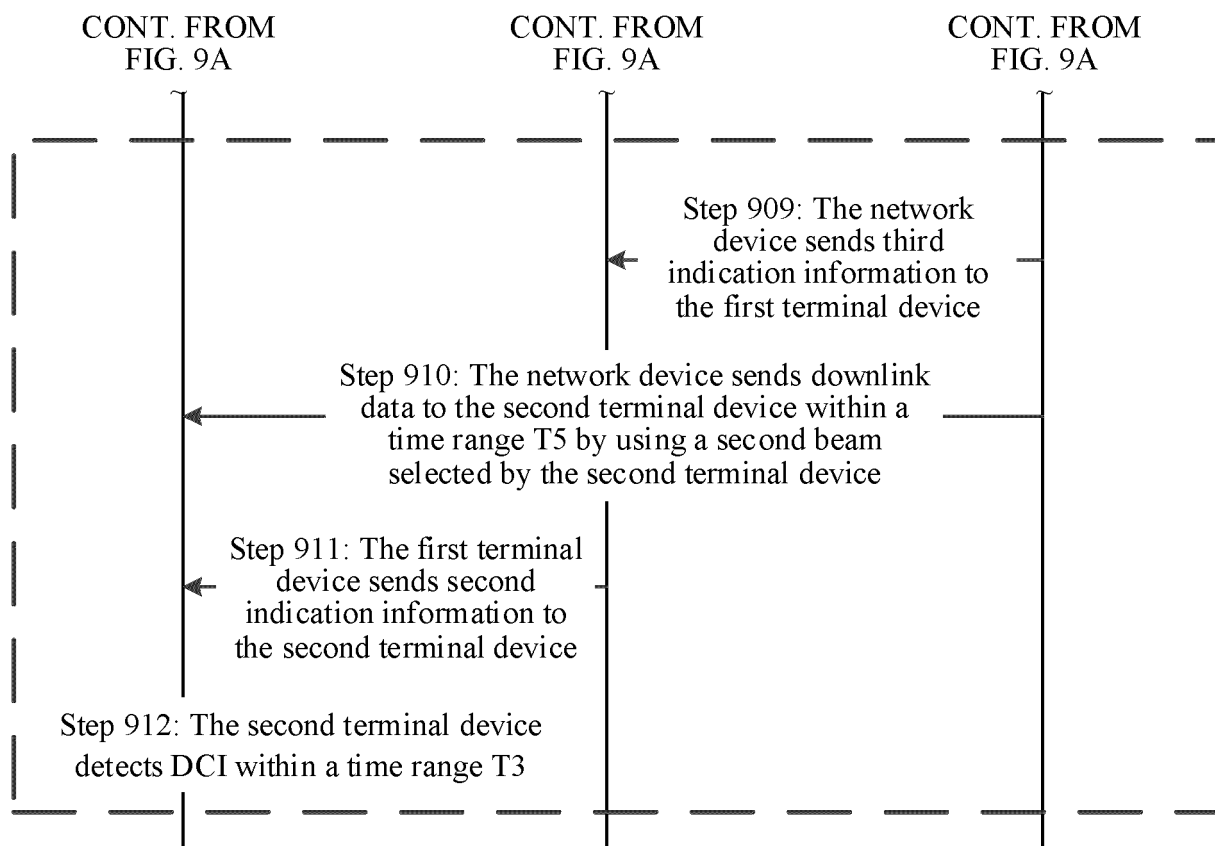 CONT. FROM
FIG. 9A
CONT. FROM
FIG. 9A
CONT. FROM
FIG. 9A
Step 909: The network
device sends third
indication information to
the first terminal device
Step 910: The network device sends downlink
data to the second terminal device within a
time range T5 by using a second beam
selected by the second terminal device
Step 911: The first terminal
device sends second
indication information to
the second terminal device
Step 912: The second terminal device
detects DCI within a time range T3